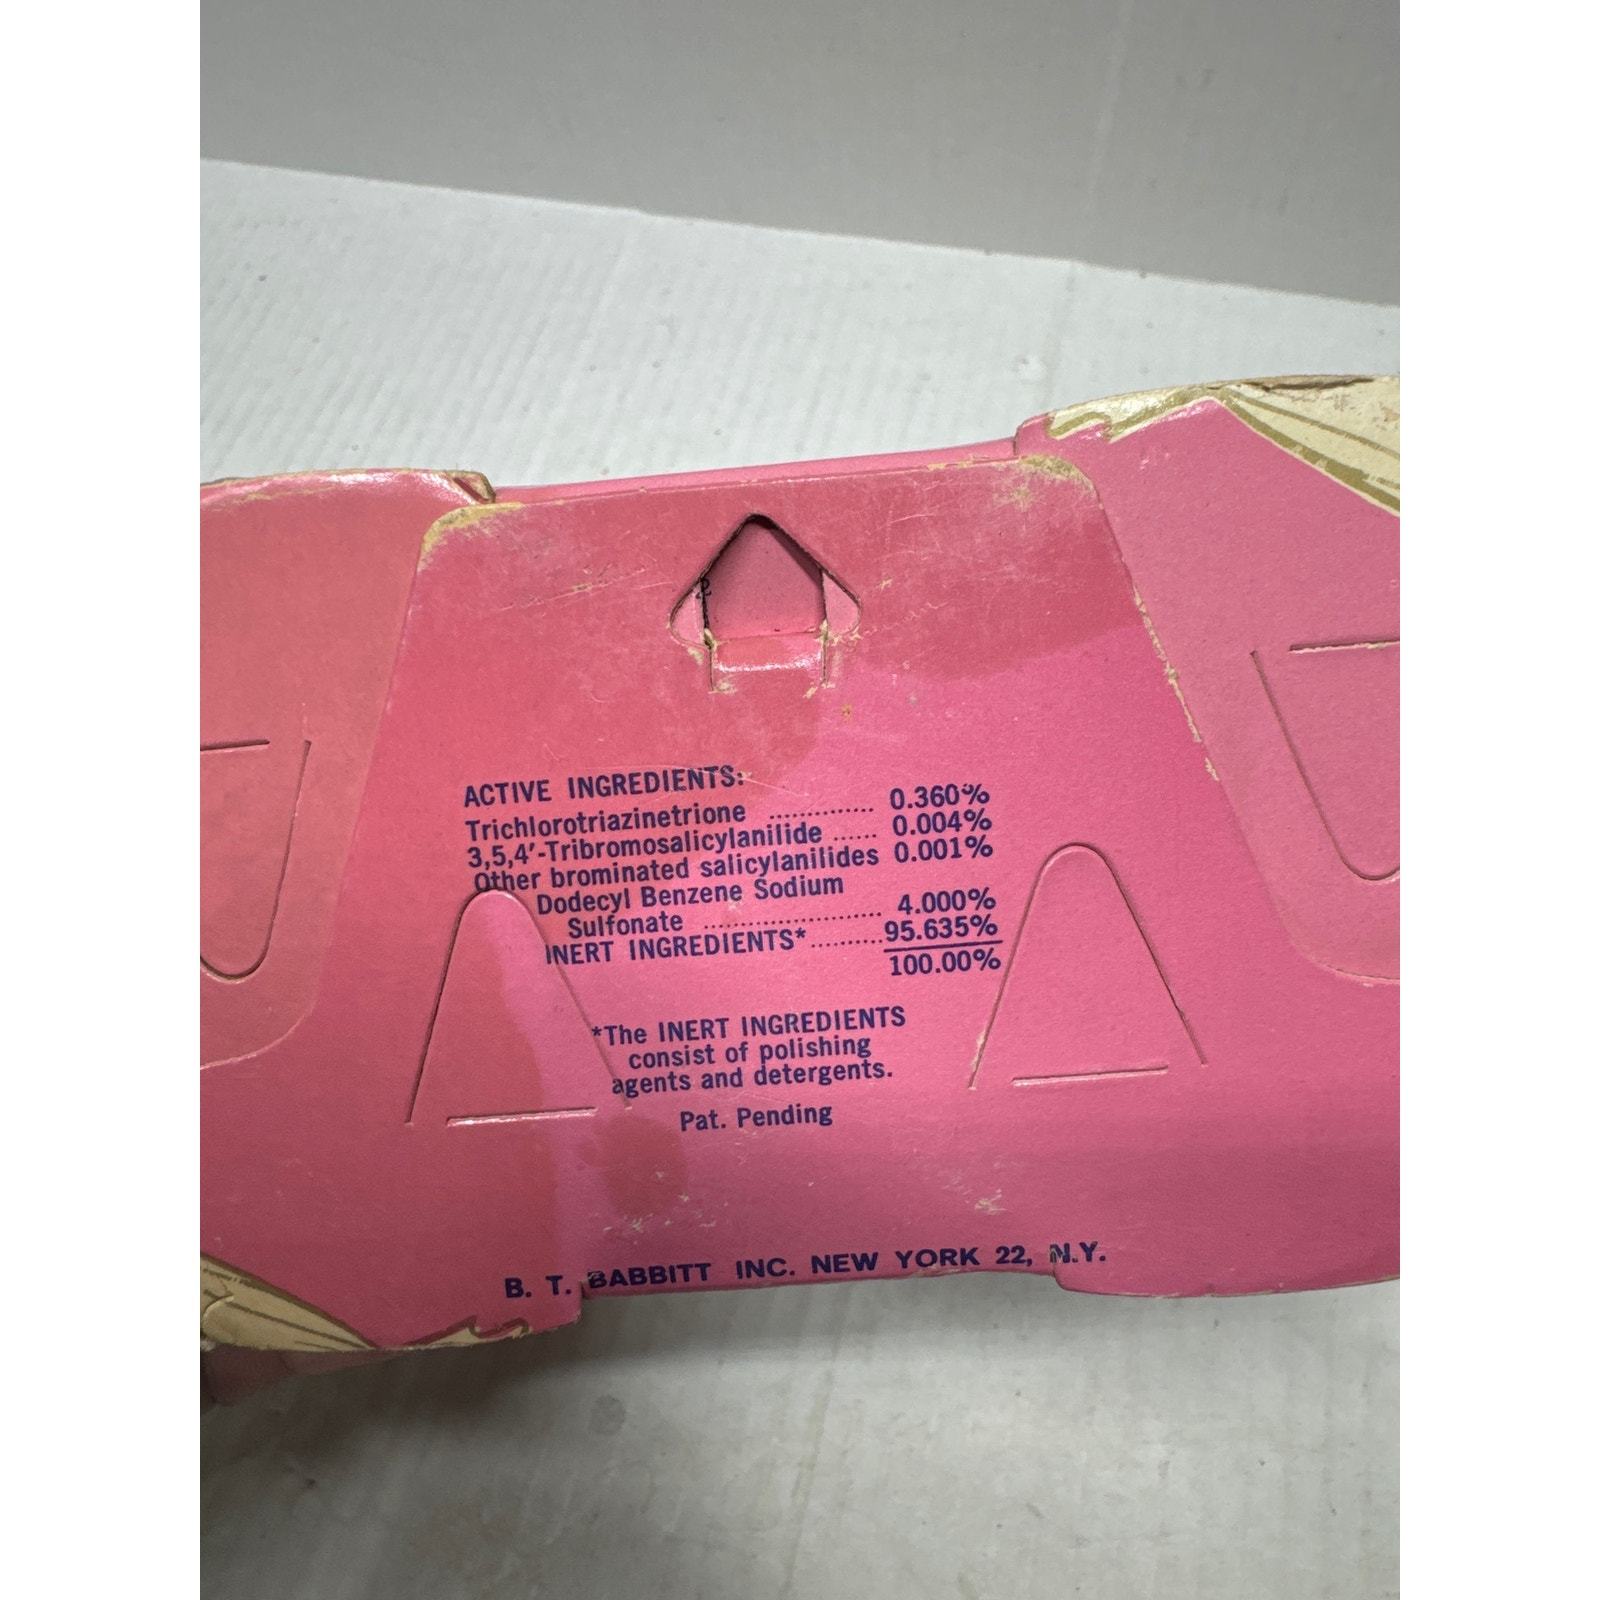 ACTIVE INGREDIENTS:
Trichlorotriazinetrione .............. 0.360%
3,5,4'-Tribromosalicylanilide ...... 0.004%
Other brominated salicylanilides 0.001%
Dodecyl Benzene Sodium
Sulfonate ........................ 4.000%
INERT INGREDIENTS*..........95.635%
100.00%
*The INERT INGREDIENTS
consist of polishing
agents and detergents.
Pat. Pending
B. T. BABBITT INC. NEW YORK 22, N.Y.